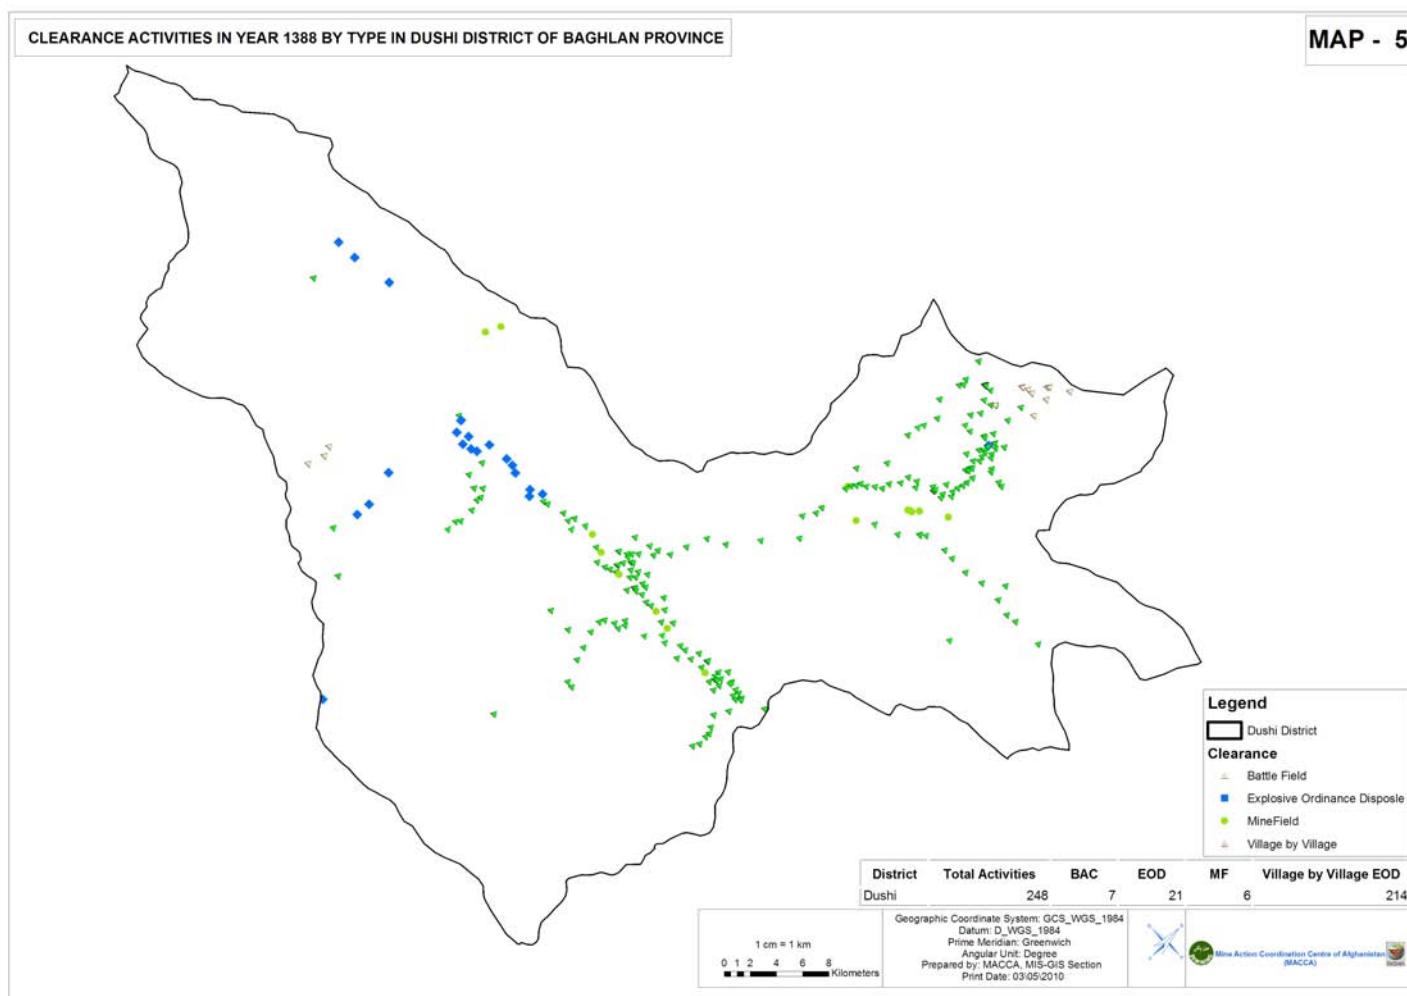 CLEARANCE ACTIVITIES IN YEAR 1388 BY TYPE IN DUSHI DISTRICT OF BAGHLAN PROVINCE
MAP - 5
Legend
Dushi District
Clearance
Battle Field
Explosive Ordinance Disposle
MineField
Village by Village
District Total Activities BAC EOD MF Village by Village EOD
Dushi 248 7 21 6 214
1 cm = 1 km
0 1 2 4 6 8
Kilometers
Geographic Coordinate System: GCS_WGS_1984
Datum: D_WGS_1984
Prime Meridian: Greenwich
Angular Unit: Degree
Prepared by: MACCA, MIS-GIS Section
Print Date: 03\05\2010
Mine Action Coordination Centre of Afghanistan
(MACCA)